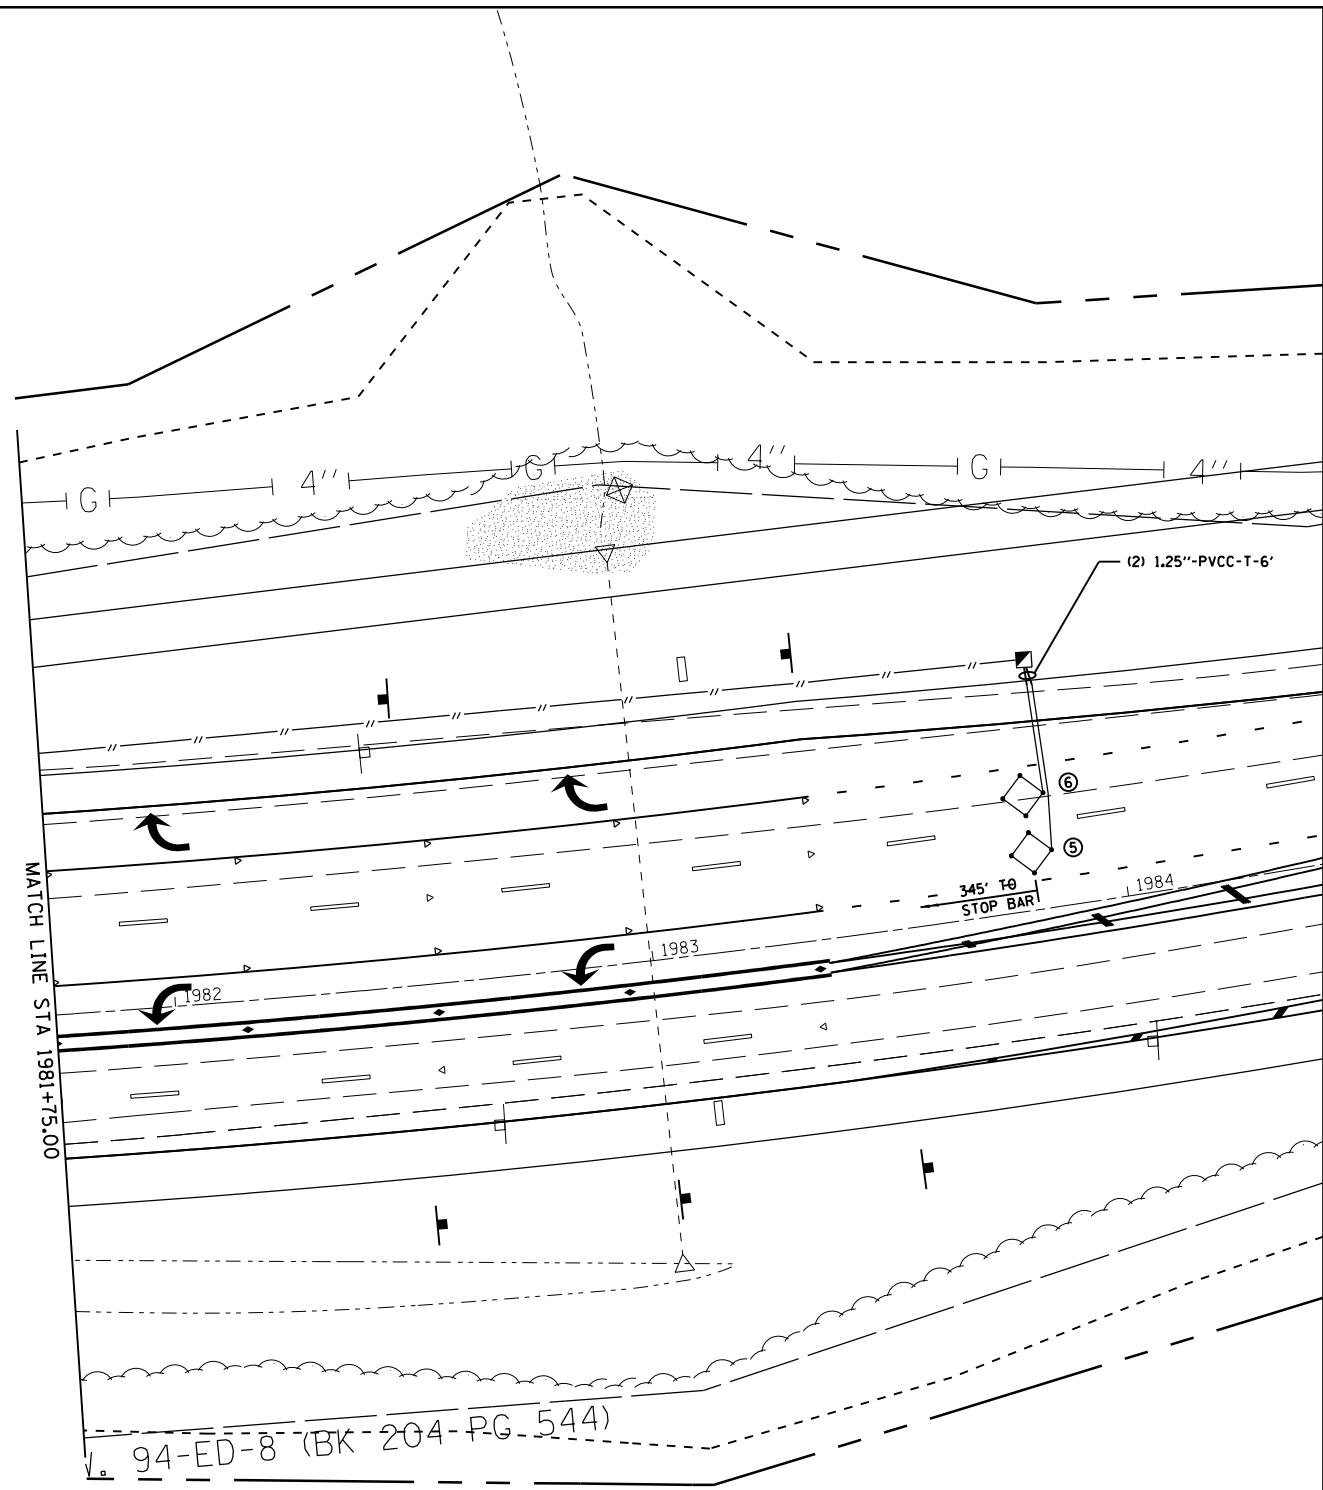 4''
G
4''
G
G
4''
(2) 1.25''-PVCC-T-6'
6
5
345' TO
STOP BAR
1984
1983
1982
MATCH LINE STA 1981+75.00
94-ED-8 (BK 204-PG 544)